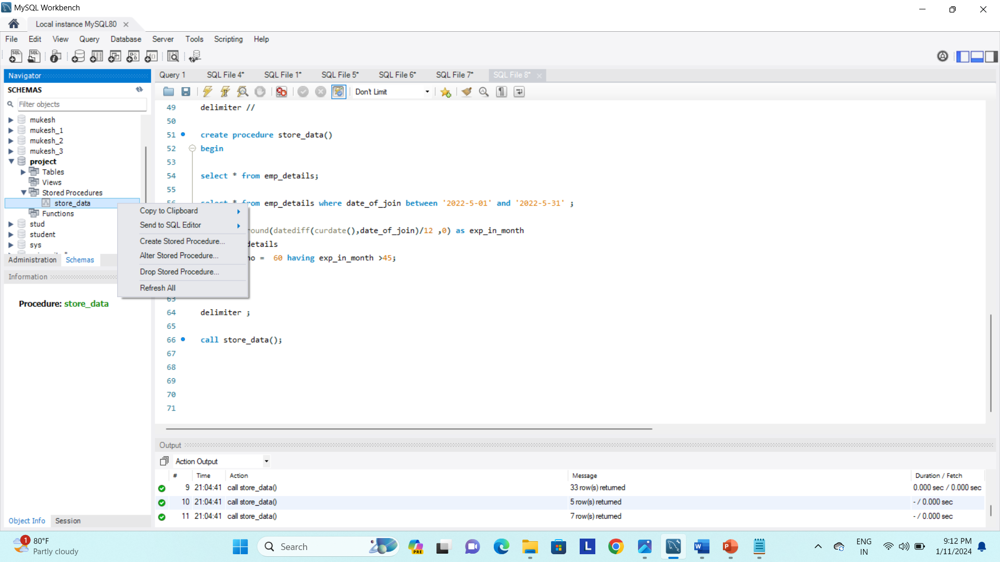 MySQL Workbench
Local instance MySQL80
File Edit View Query Database Server Tools Scripting Help
Navigator
SCHEMAS
Filter objects
mukesh
mukesh_1
mukesh_2
mukesh_3
project
Tables
Views
Stored Procedures
store_data
Functions
stud
student
sys
Administration Schemas
Information
Procedure: store_data
Object Info Session
Copy to Clipboard
Send to SQL Editor
Create Stored Procedure...
Alter Stored Procedure...
Drop Stored Procedure...
Refresh All
Query 1 SQL File 4* SQL File 1* SQL File 5* SQL File 6* SQL File 7* SQL File 8*
Don't Limit
49 delimiter //
50
51 create procedure store_data()
52 begin
53
54 select * from emp_details;
55
56 select * from emp_details where date_of_join between '2022-5-01' and '2022-5-31' ;
round(datediff(curdate(),date_of_join)/12 ,0) as exp_in_month
details
no = 60 having exp_in_month >45;
63
64 delimiter ;
65
66 call store_data();
67
68
69
70
71
Output
Action Output
# Time Action Message Duration / Fetch
9 21:04:41 call store_data() 33 row(s) returned 0.000 sec / 0.000 sec
10 21:04:41 call store_data() 5 row(s) returned - / 0.000 sec
11 21:04:41 call store_data() 7 row(s) returned - / 0.000 sec
1 80°F
Partly cloudy
Search
PRE
L
W
P
ENG
IN
9:12 PM
1/11/2024